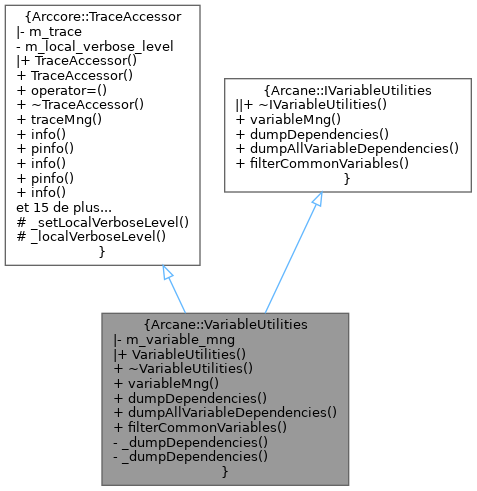 {Arccore::TraceAccessor
|- m_trace
- m_local_verbose_level
|+ TraceAccessor()
+ TraceAccessor()
+ operator=()
+ ~TraceAccessor()
+ traceMng()
+ info()
+ pinfo()
+ info()
+ pinfo()
+ info()
et 15 de plus...
# _setLocalVerboseLevel()
# _localVerboseLevel()
}
{Arcane::IVariableUtilities
||+ ~IVariableUtilities()
+ variableMng()
+ dumpDependencies()
+ dumpAllVariableDependencies()
+ filterCommonVariables()
}
{Arcane::VariableUtilities
|- m_variable_mng
|+ VariableUtilities()
+ ~VariableUtilities()
+ variableMng()
+ dumpDependencies()
+ dumpAllVariableDependencies()
+ filterCommonVariables()
- _dumpDependencies()
- _dumpDependencies()
}